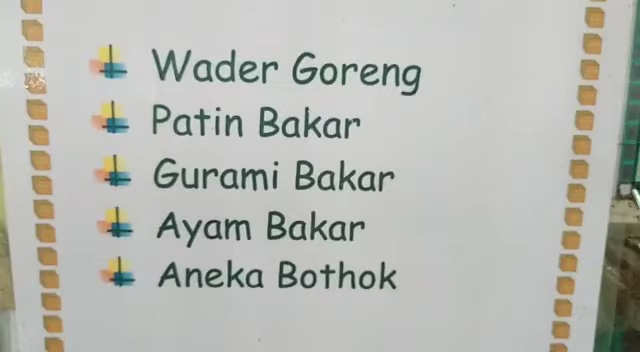 Wader Goreng
Patin Bakar
Gurami Bakar
Ayam Bakar
Aneka Bothok